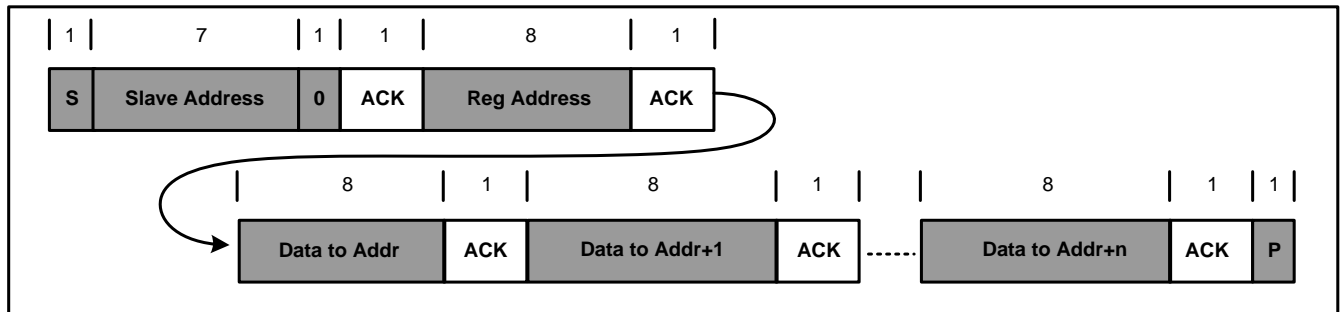 1 7 1 1 8 1
S Slave Address 0 ACK Reg Address ACK
8 1 8 1 8 1 1
Data to Addr ACK Data to Addr+1 ACK Data to Addr+n ACK P